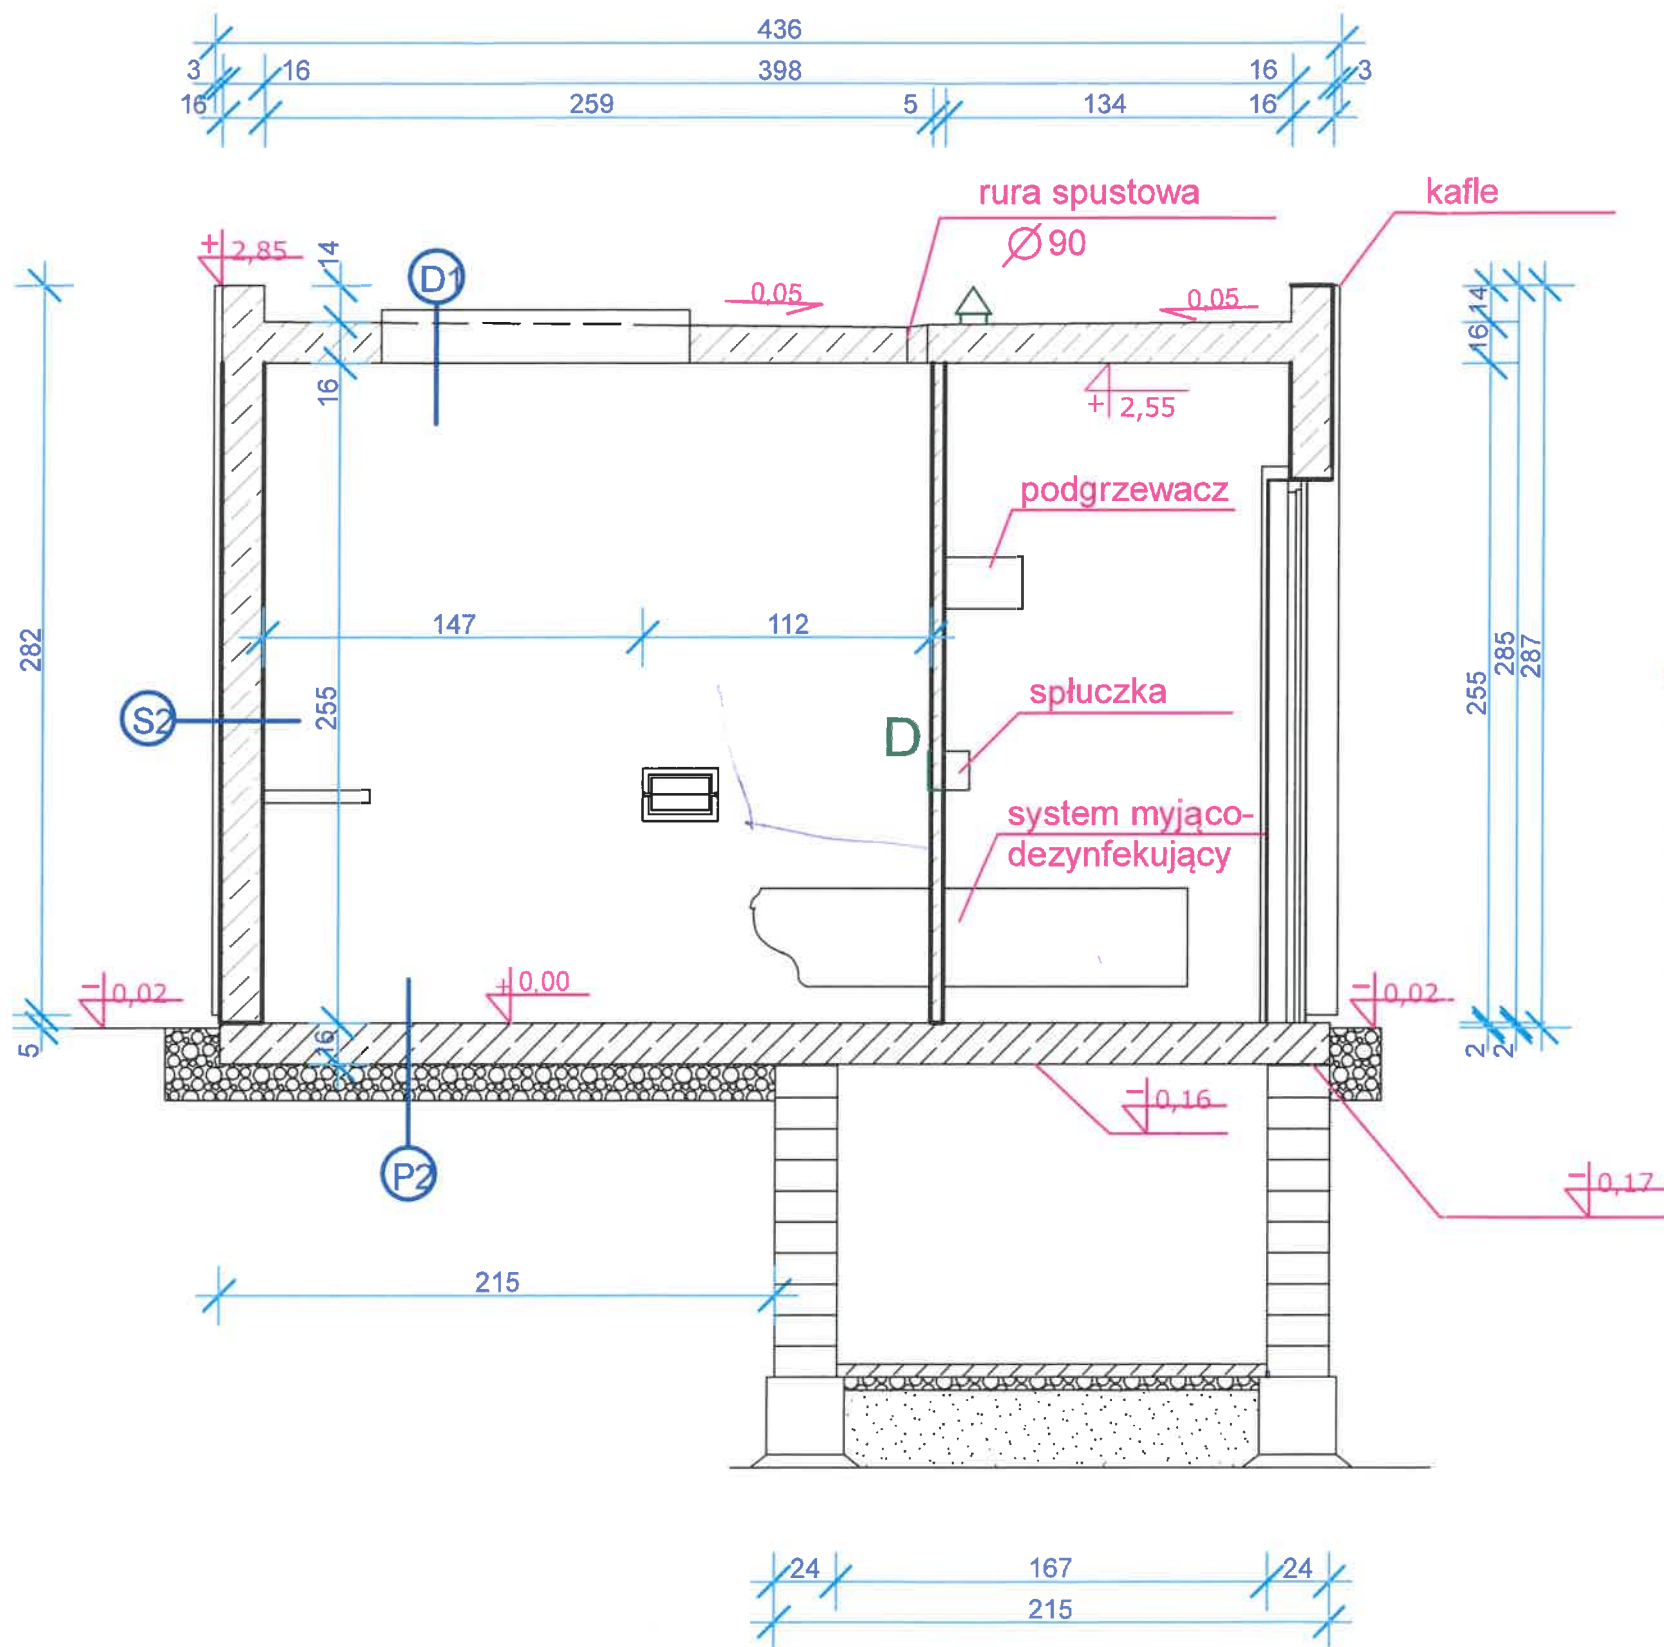 436
3 16 398 16 3
16 259 5 134 16
rura spustowa
Ø 90
kafle
+ 2,85
14
D1
0,05
0,05
14
16
16
+ 2,55
podgrzewacz
147
112
282
255
S2
spłuczka
D
255
285
287
system myjąco-
dezynfekujący
- 0,02
+ 0,00
- 0,02
5
16
2
2
- 0,16
P2
- 0,17
215
24 167 24
215